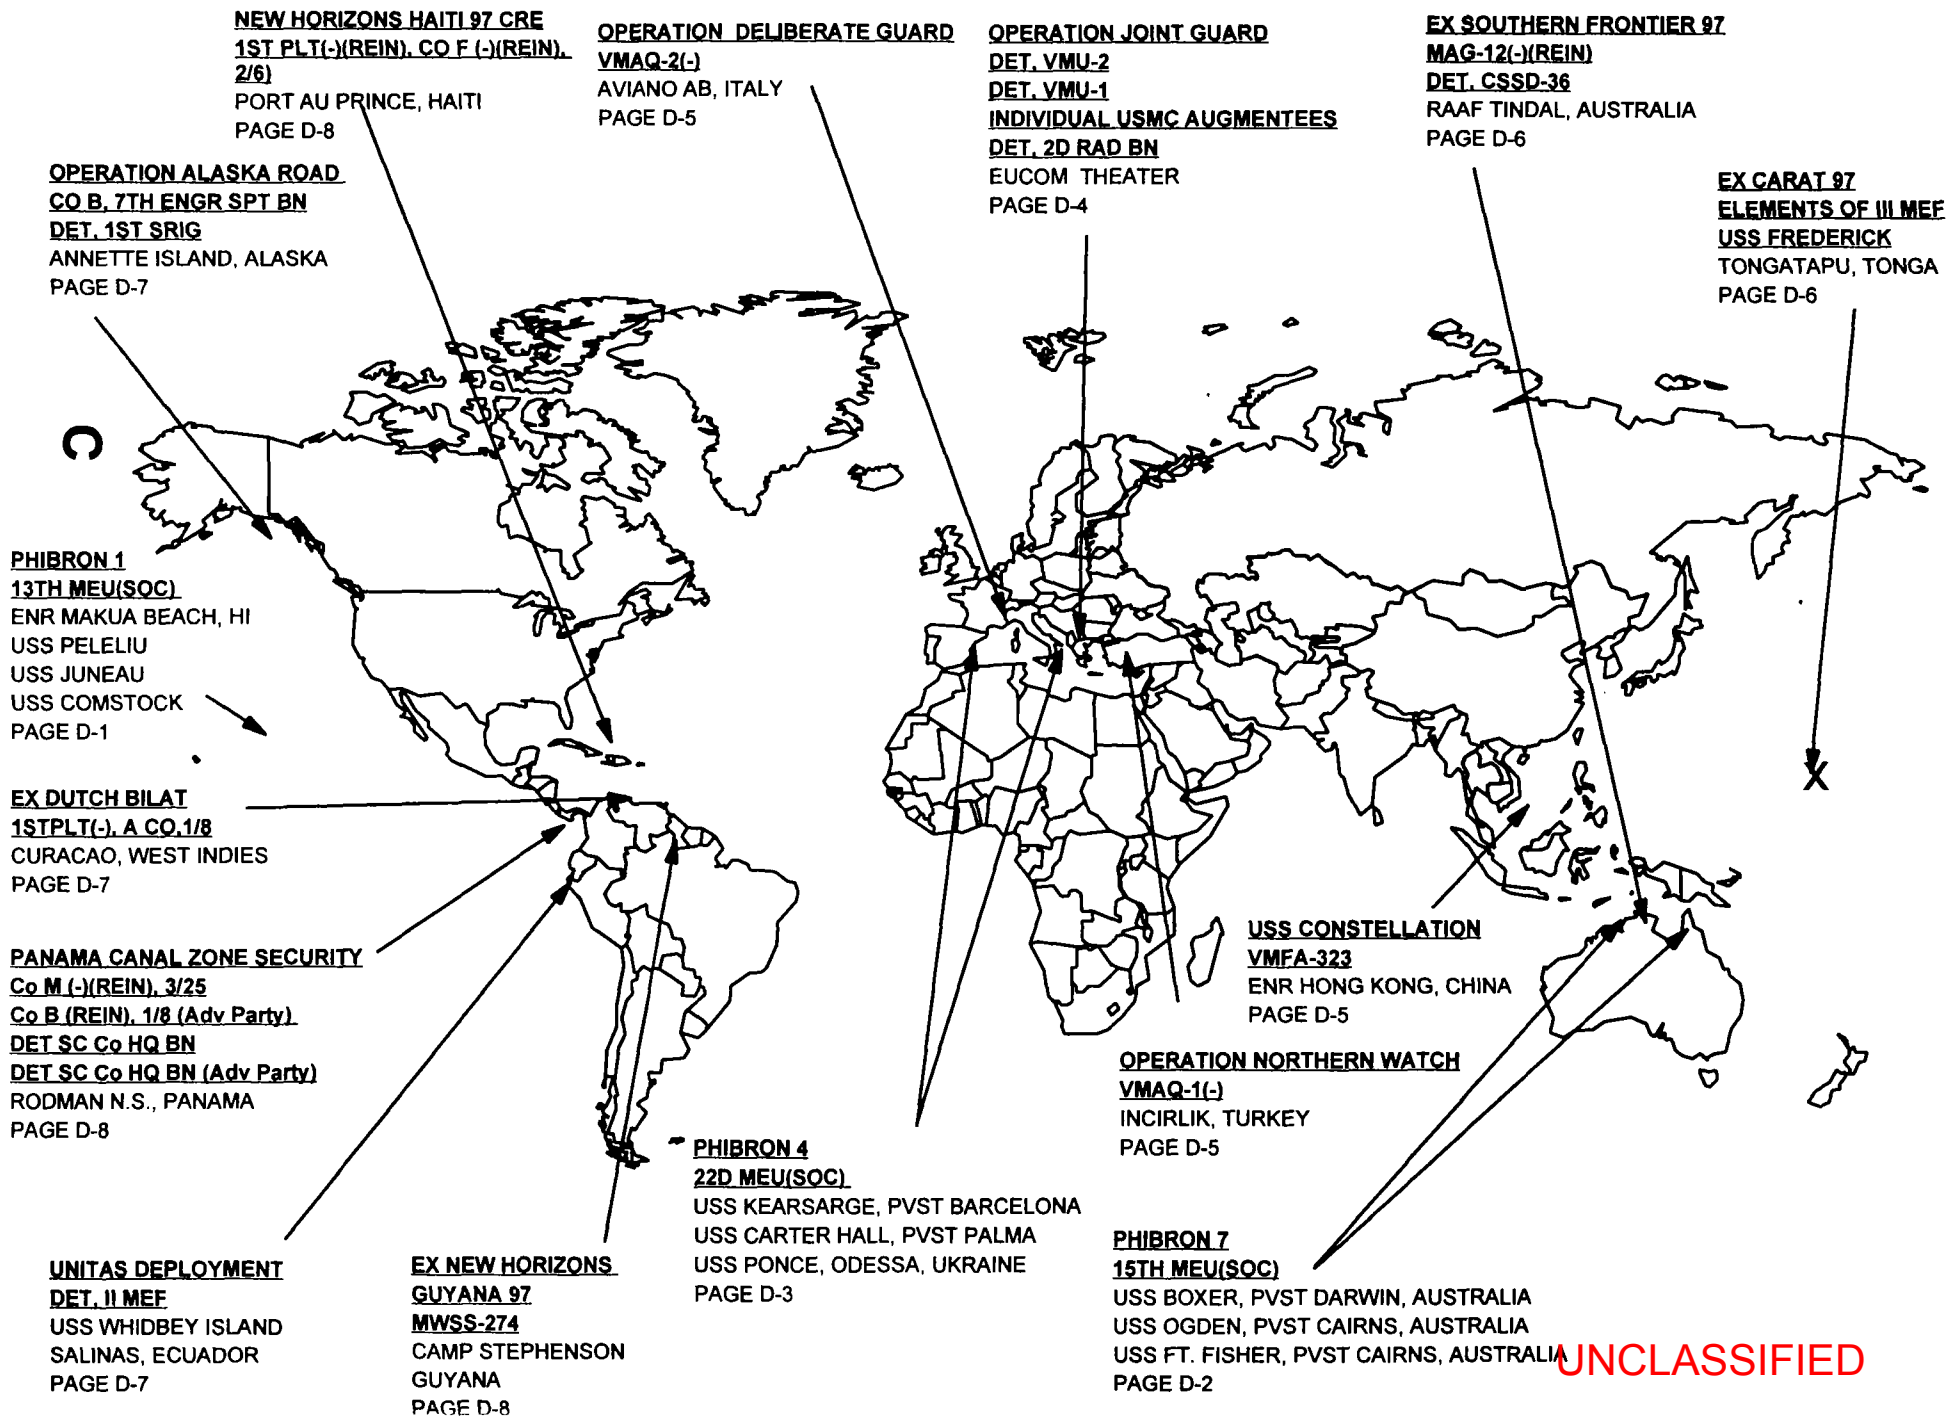 NEW HORIZONS HAITI 97 CRE
1ST PLT(-)(REIN), CO F (-)(REIN),
2/6)
PORT AU PRINCE, HAITI
PAGE D-8
OPERATION DELIBERATE GUARD
VMAQ-2(-)
AVIANO AB, ITALY
PAGE D-5
OPERATION JOINT GUARD
DET, VMU-2
DET, VMU-1
INDIVIDUAL USMC AUGMENTEES
DET, 2D RAD BN
EUCOM THEATER
PAGE D-4
EX SOUTHERN FRONTIER 97
MAG-12(-)(REIN)
DET, CSSD-36
RAAF TINDAL, AUSTRALIA
PAGE D-6
EX CARAT 97
ELEMENTS OF III MEF
USS FREDERICK
TONGATAPU, TONGA
PAGE D-6
OPERATION ALASKA ROAD
CO B, 7TH ENGR SPT BN
DET, 1ST SRIG
ANNETTE ISLAND, ALASKA
PAGE D-7
C
PHIBRON 1
13TH MEU(SOC)
ENR MAKUA BEACH, HI
USS PELELIU
USS JUNEAU
USS COMSTOCK
PAGE D-1
X
EX DUTCH BILAT
1STPLT(-), A CO,1/8
CURACAO, WEST INDIES
PAGE D-7
PANAMA CANAL ZONE SECURITY
Co M (-)(REIN), 3/25
Co B (REIN), 1/8 (Adv Party)
DET SC Co HQ BN
DET SC Co HQ BN (Adv Party)
RODMAN N.S., PANAMA
PAGE D-8
USS CONSTELLATION
VMFA-323
ENR HONG KONG, CHINA
PAGE D-5
OPERATION NORTHERN WATCH
VMAQ-1(-)
INCIRLIK, TURKEY
PAGE D-5
PHIBRON 4
22D MEU(SOC)
USS KEARSARGE, PVST BARCELONA
USS CARTER HALL, PVST PALMA
USS PONCE, ODESSA, UKRAINE
PAGE D-3
UNITAS DEPLOYMENT
DET, II MEF
USS WHIDBEY ISLAND
SALINAS, ECUADOR
PAGE D-7
EX NEW HORIZONS
GUYANA 97
MWSS-274
CAMP STEPHENSON
GUYANA
PAGE D-8
PHIBRON 7
15TH MEU(SOC)
USS BOXER, PVST DARWIN, AUSTRALIA
USS OGDEN, PVST CAIRNS, AUSTRALIA
USS FT. FISHER, PVST CAIRNS, AUSTRALIA
PAGE D-2
UNCLASSIFIED